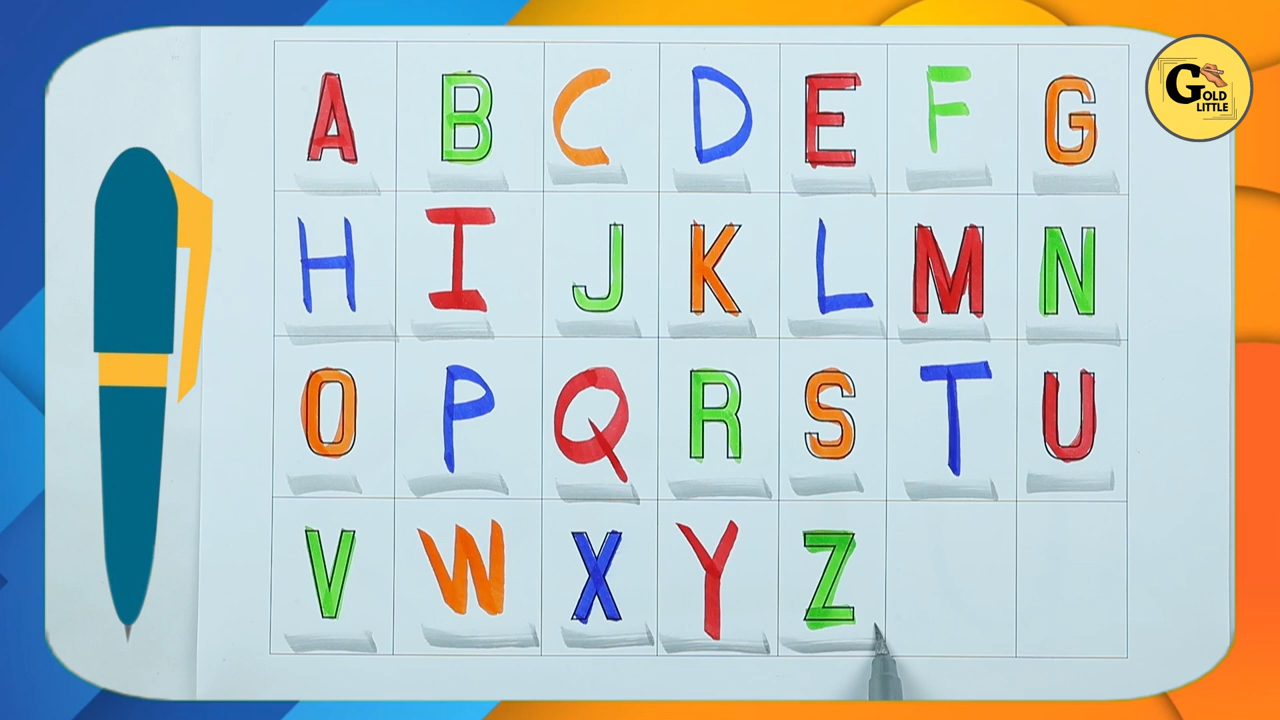 A B C D E F G
H I J K L M N
O P Q R S T U
V W X Y Z
GOLD
LITTLE